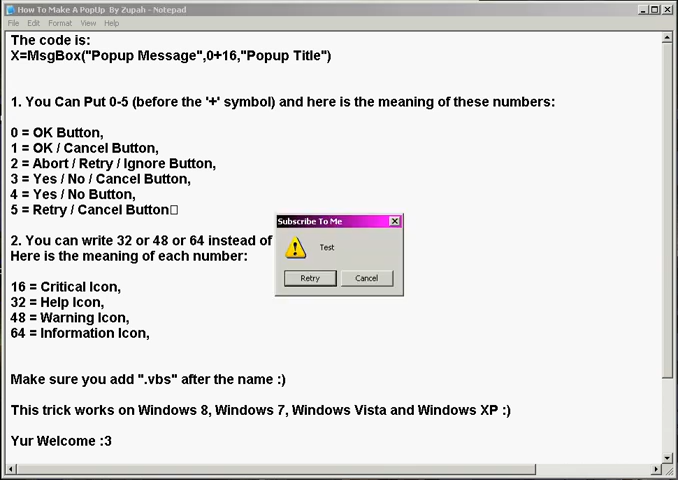 How To Make A PopUp By Zupah - Notepad
File Edit Format View Help
The code is:
X=MsgBox("Popup Message",0+16,"Popup Title")
1. You Can Put 0-5 (before the '+' symbol) and here is the meaning of these numbers:
0 = OK Button,
1 = OK / Cancel Button,
2 = Abort / Retry / Ignore Button,
3 = Yes / No / Cancel Button,
4 = Yes / No Button,
5 = Retry / Cancel Button
2. You can write 32 or 48 or 64 instead of
Here is the meaning of each number:
16 = Critical Icon,
32 = Help Icon,
48 = Warning Icon,
64 = Information Icon,
Subscribe To Me
Test
Retry Cancel
Make sure you add ".vbs" after the name :)
This trick works on Windows 8, Windows 7, Windows Vista and Windows XP :)
Yur Welcome :3